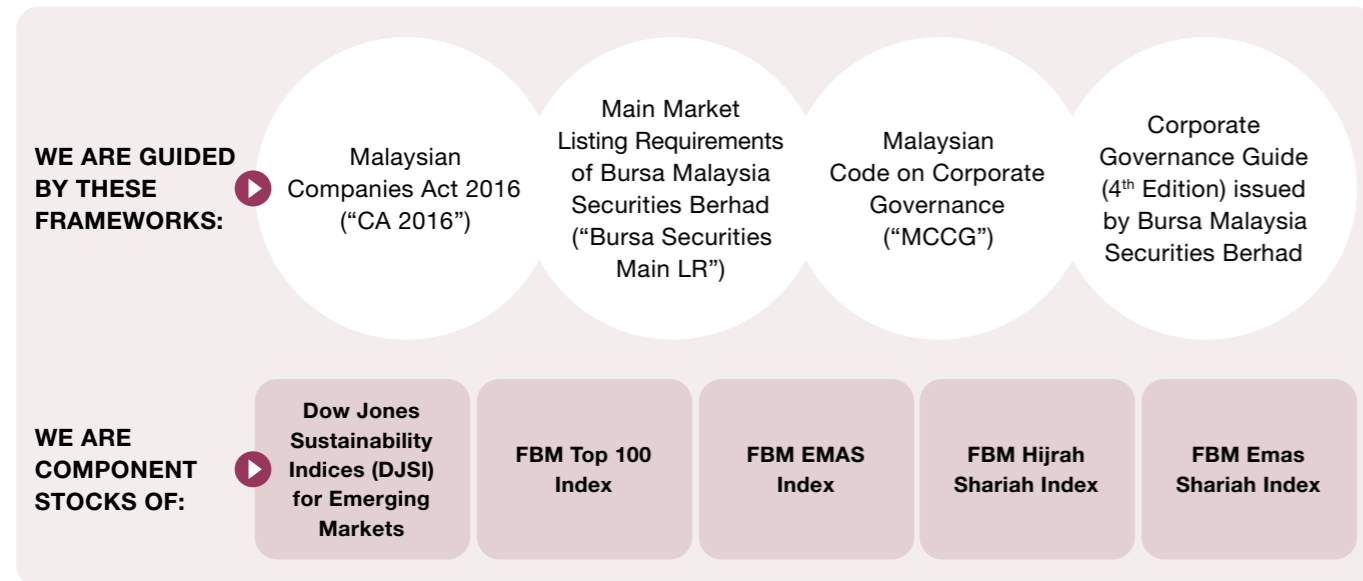 WE ARE GUIDED
BY THESE
FRAMEWORKS:
Malaysian
Companies Act 2016
(“CA 2016”)
Main Market
Listing Requirements
of Bursa Malaysia
Securities Berhad
(“Bursa Securities
Main LR”)
Malaysian
Code on Corporate
Governance
(“MCCG”)
Corporate
Governance Guide
(4th Edition) issued
by Bursa Malaysia
Securities Berhad
WE ARE
COMPONENT
STOCKS OF:
Dow Jones
Sustainability
Indices (DJSI)
for Emerging
Markets
FBM Top 100
Index
FBM EMAS
Index
FBM Hijrah
Shariah Index
FBM Emas
Shariah Index